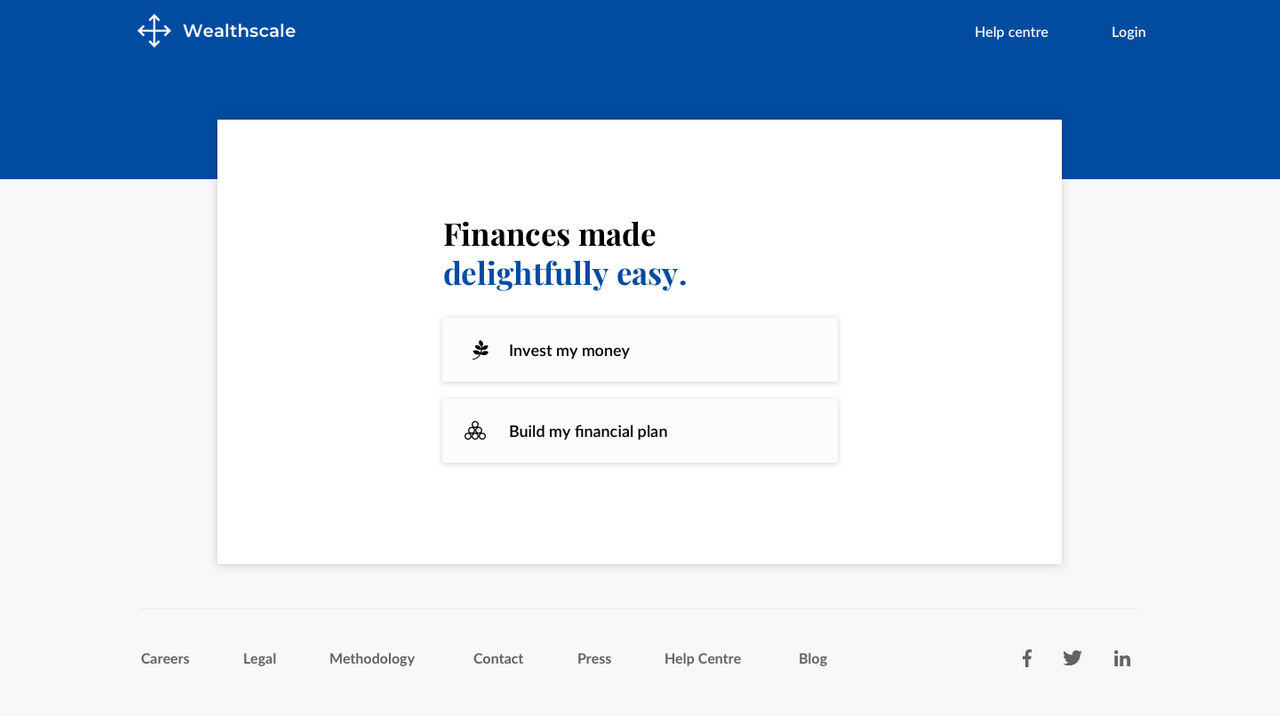 Wealthscale
Help centre
Login
Finances made
delightfully easy.
Invest my money
Build my financial plan
Careers
Legal
Methodology
Contact
Press
Help Centre
Blog